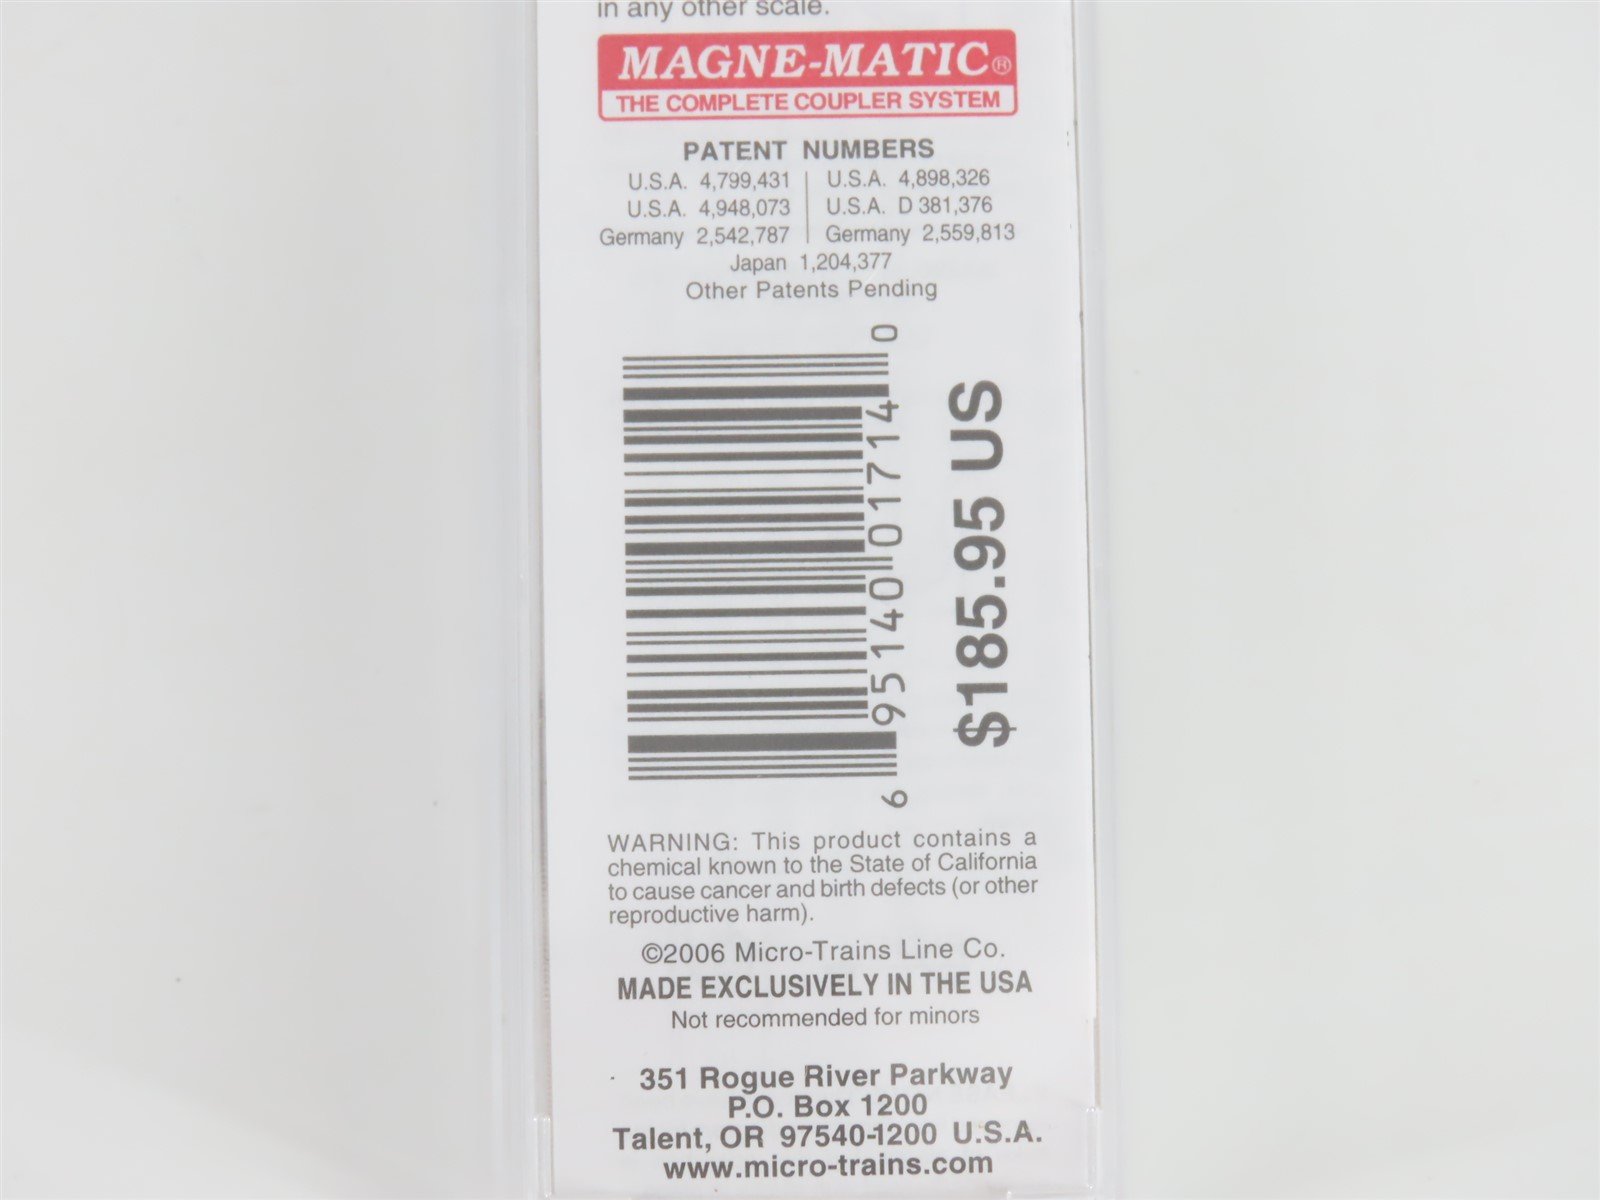 in any other scale.
MAGNE-MATIC®
THE COMPLETE COUPLER SYSTEM
PATENT NUMBERS
U.S.A. 4,799,431 U.S.A. 4,898,326
U.S.A. 4,948,073 U.S.A. D 381,376
Germany 2,542,787 Germany 2,559,813
Japan 1,204,377
Other Patents Pending
6 95140 01714 0
$185.95 US
WARNING: This product contains a
chemical known to the State of California
to cause cancer and birth defects (or other
reproductive harm).
©2006 Micro-Trains Line Co.
MADE EXCLUSIVELY IN THE USA
Not recommended for minors
351 Rogue River Parkway
P.O. Box 1200
Talent, OR 97540-1200 U.S.A.
www.micro-trains.com